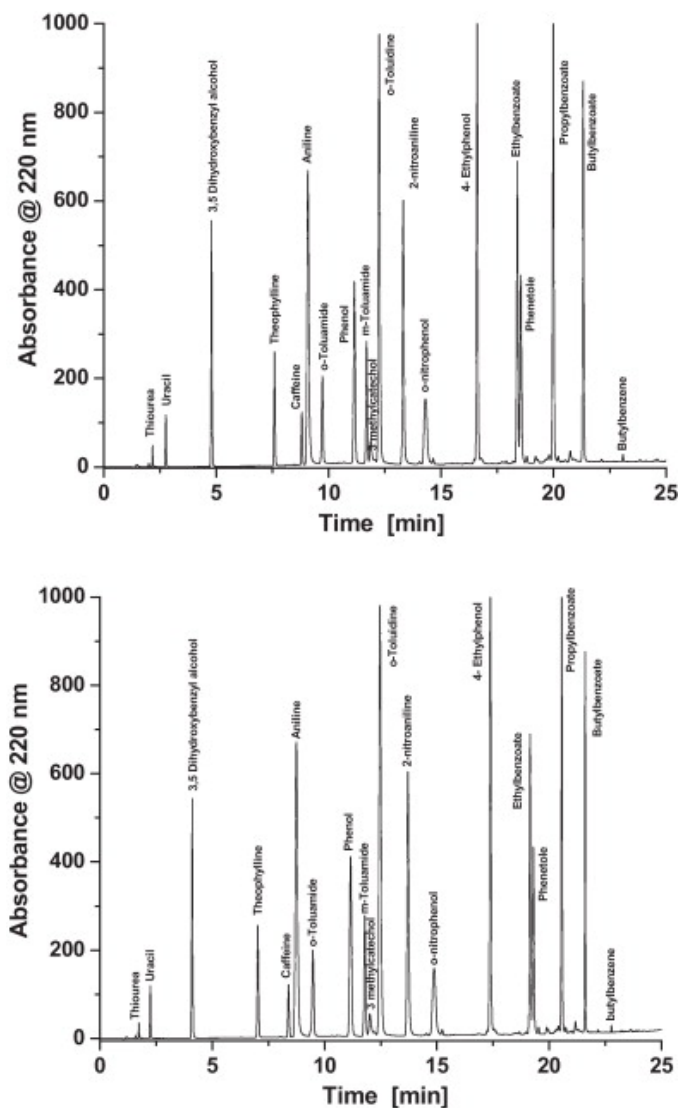 1000
800
600
400
200
0
Absorbance @ 220 nm
Thiourea
Uracil
3,5 Dihydroxybenzyl alcohol
Theophylline
Caffeine
Aniline
o-Toluamide
Phenol
m-Toluamide
3 methylcatechol
o-Toluidine
2-nitroaniline
o-nitrophenol
4- Ethylphenol
Ethylbenzoate
Phenetole
Propylbenzoate
Butylbenzoate
Butylbenzene
0 5 10 15 20 25
Time [min]
1000
800
600
400
200
0
Absorbance @ 220 nm
Thiourea
Uracil
3,5 Dihydroxybenzyl alcohol
Theophylline
Caffeine
Aniline
o-Toluamide
Phenol
m-Toluamide
3 methylcatechol
o-Toluidine
2-nitroaniline
o-nitrophenol
4- Ethylphenol
Ethylbenzoate
Phenetole
Propylbenzoate
Butylbenzoate
butylbenzene
0 5 10 15 20 25
Time [min]